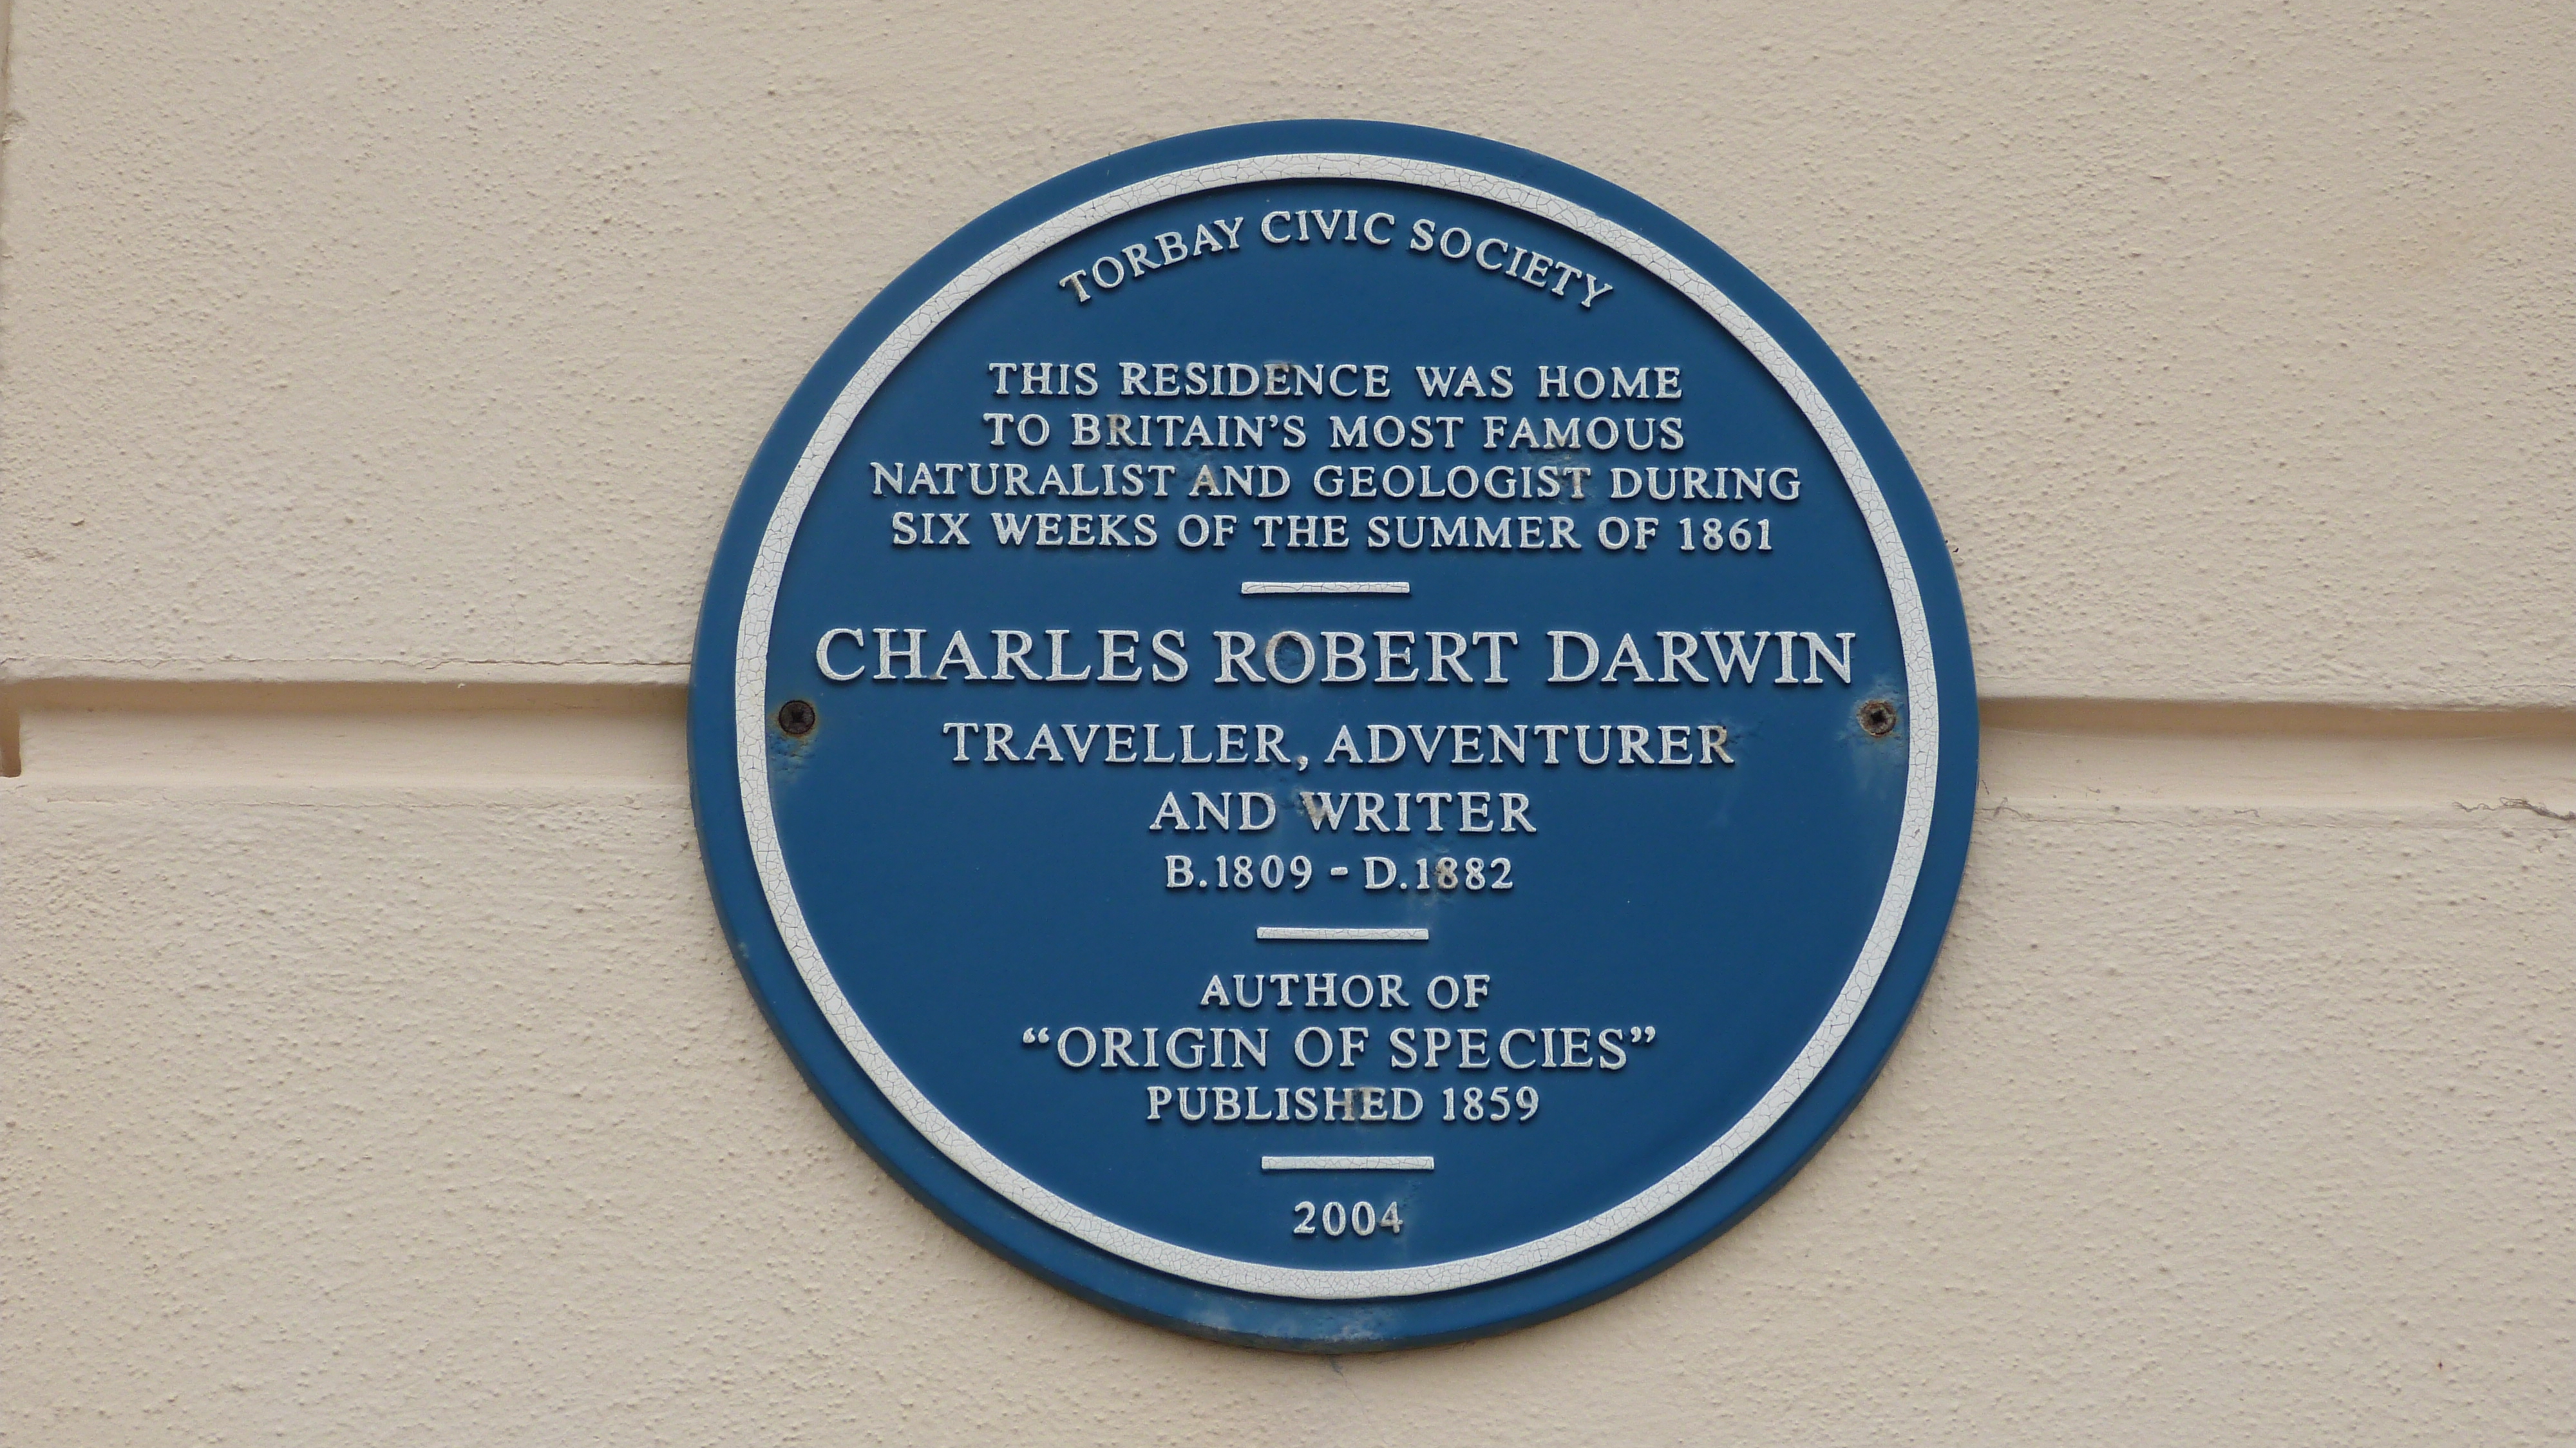 TORBAY CIVIC SOCIETY
THIS RESIDENCE WAS HOME
TO BRITAIN'S MOST FAMOUS
NATURALIST AND GEOLOGIST DURING
SIX WEEKS OF THE SUMMER OF 1861
CHARLES ROBERT DARWIN
TRAVELLER, ADVENTURER
AND WRITER
B.1809 - D.1882
AUTHOR OF
“ORIGIN OF SPECIES”
PUBLISHED 1859
2004